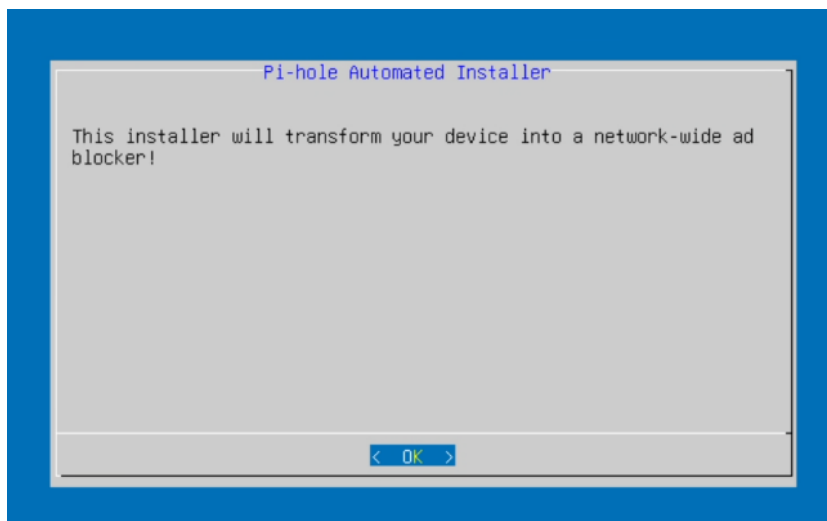 Pi-hole Automated Installer
This installer will transform your device into a network-wide ad
blocker!
< OK >